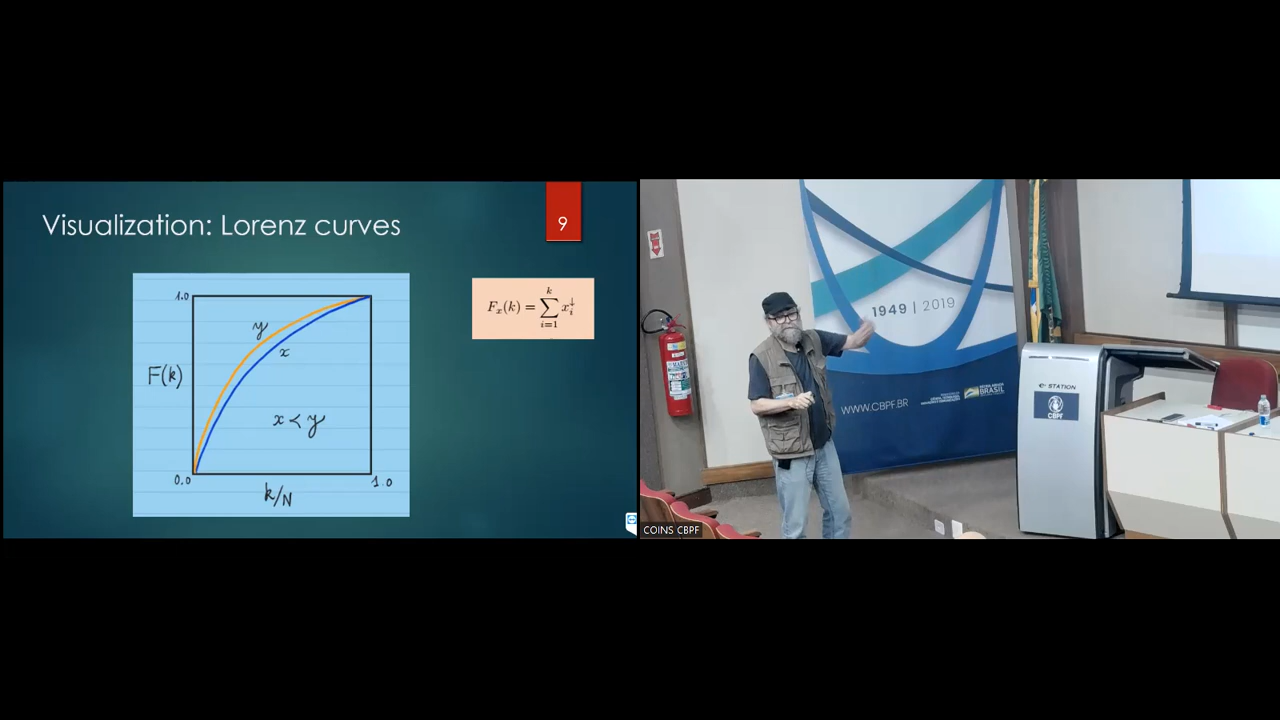 Visualization: Lorenz curves
9
1.0
y
x
F(k)
x ≺ y
0.0
1.0
k/N
F_x(k) = \sum_{i=1}^{k} x_i^↓
1949 | 2019
WWW.CBPF.BR
BRASIL
e-STATION
CBPF
COINS CBPF